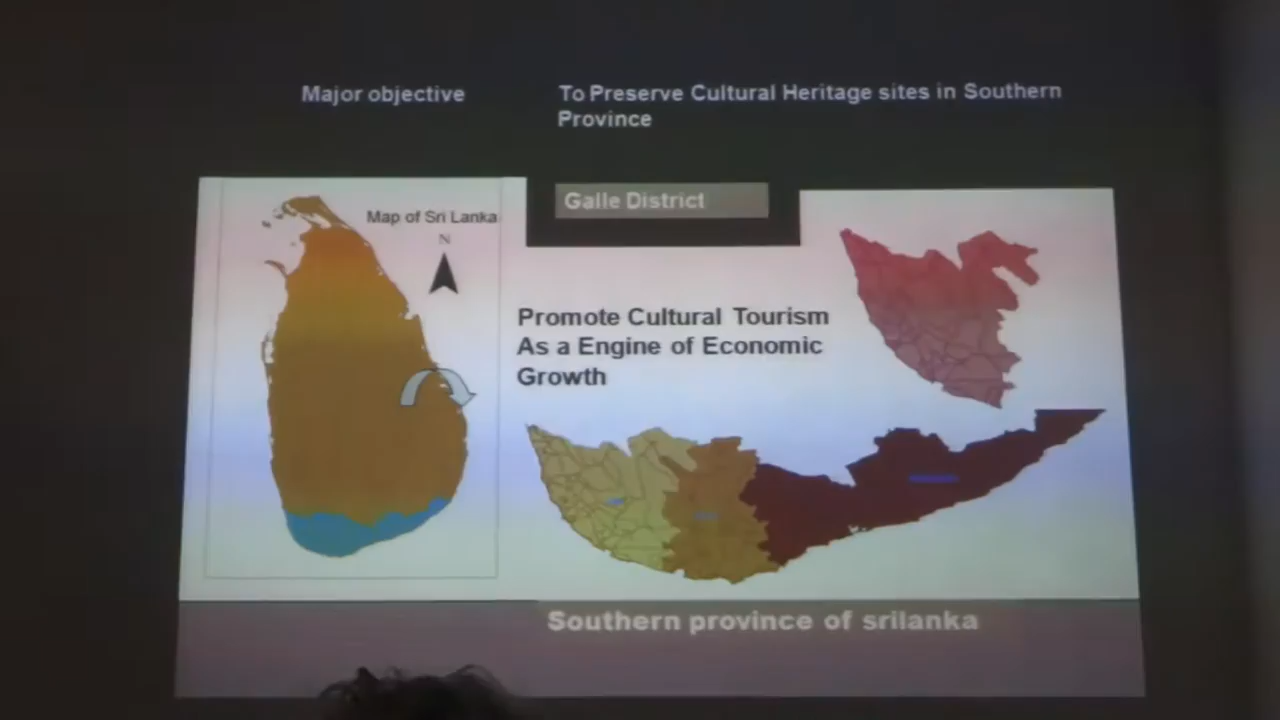 Major objective
To Preserve Cultural Heritage sites in Southern
Province
Galle District
Map of Sri Lanka
N
Promote Cultural Tourism
As a Engine of Economic
Growth
Southern province of srilanka